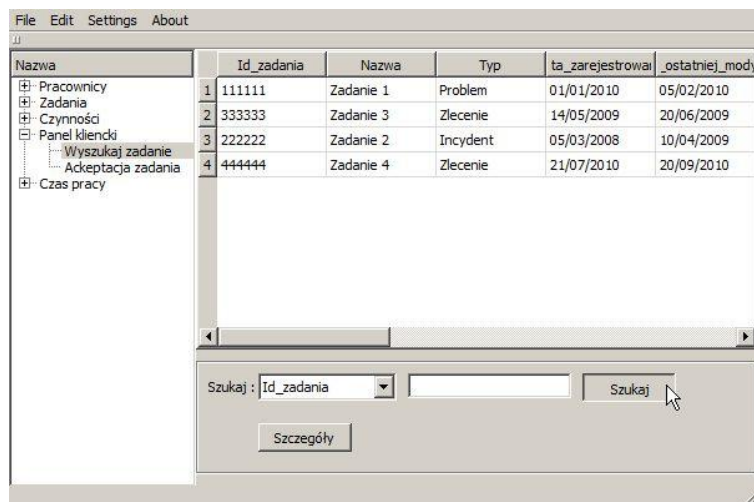 File Edit Settings About
Nazwa
Pracownicy
Zadania
Czynności
Panel kliencki
Wyszukaj zadanie
Ackeptacja zadania
Czas pracy
Id_zadania Nazwa Typ ta_zarejestrowai _ostatniej_mody
1 111111 Zadanie 1 Problem 01/01/2010 05/02/2010
2 333333 Zadanie 3 Zlecenie 14/05/2009 20/06/2009
3 222222 Zadanie 2 Incydent 05/03/2008 10/04/2009
4 444444 Zadanie 4 Zlecenie 21/07/2010 20/09/2010
Szukaj : Id_zadania Szukaj
Szczegóły